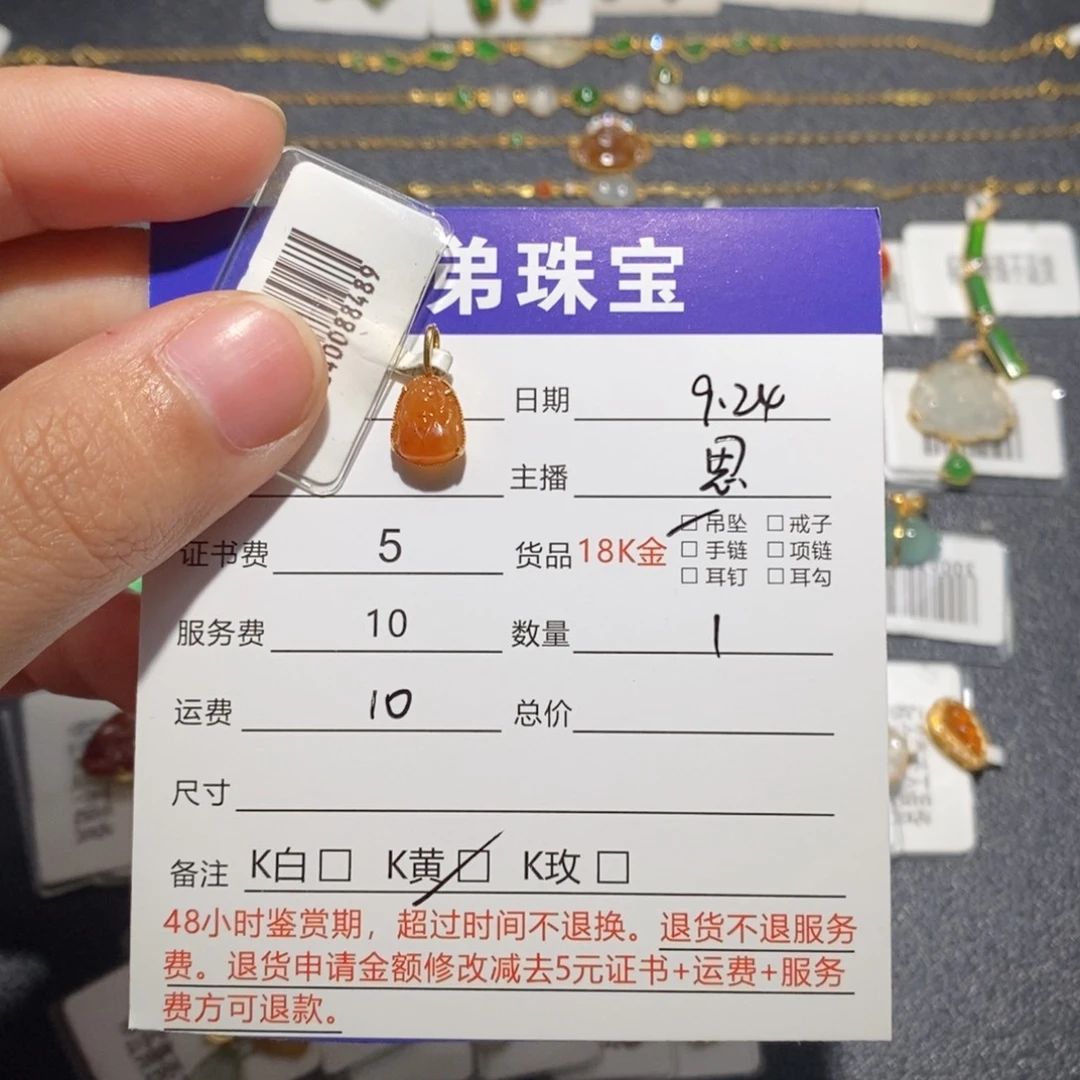 弟珠宝
40088489
日期 9.24
主播 思
证书费 5 货品 18K金 □吊坠 □戒子
□手链 □项链
□耳钉 □耳勾
服务费 10 数量 1
运费 10 总价
尺寸
备注 K白□ K黄□ K玫□
48小时鉴赏期，超过时间不退换。退货不退服务
费。退货申请金额修改减去5元证书+运费+服务
费方可退款。